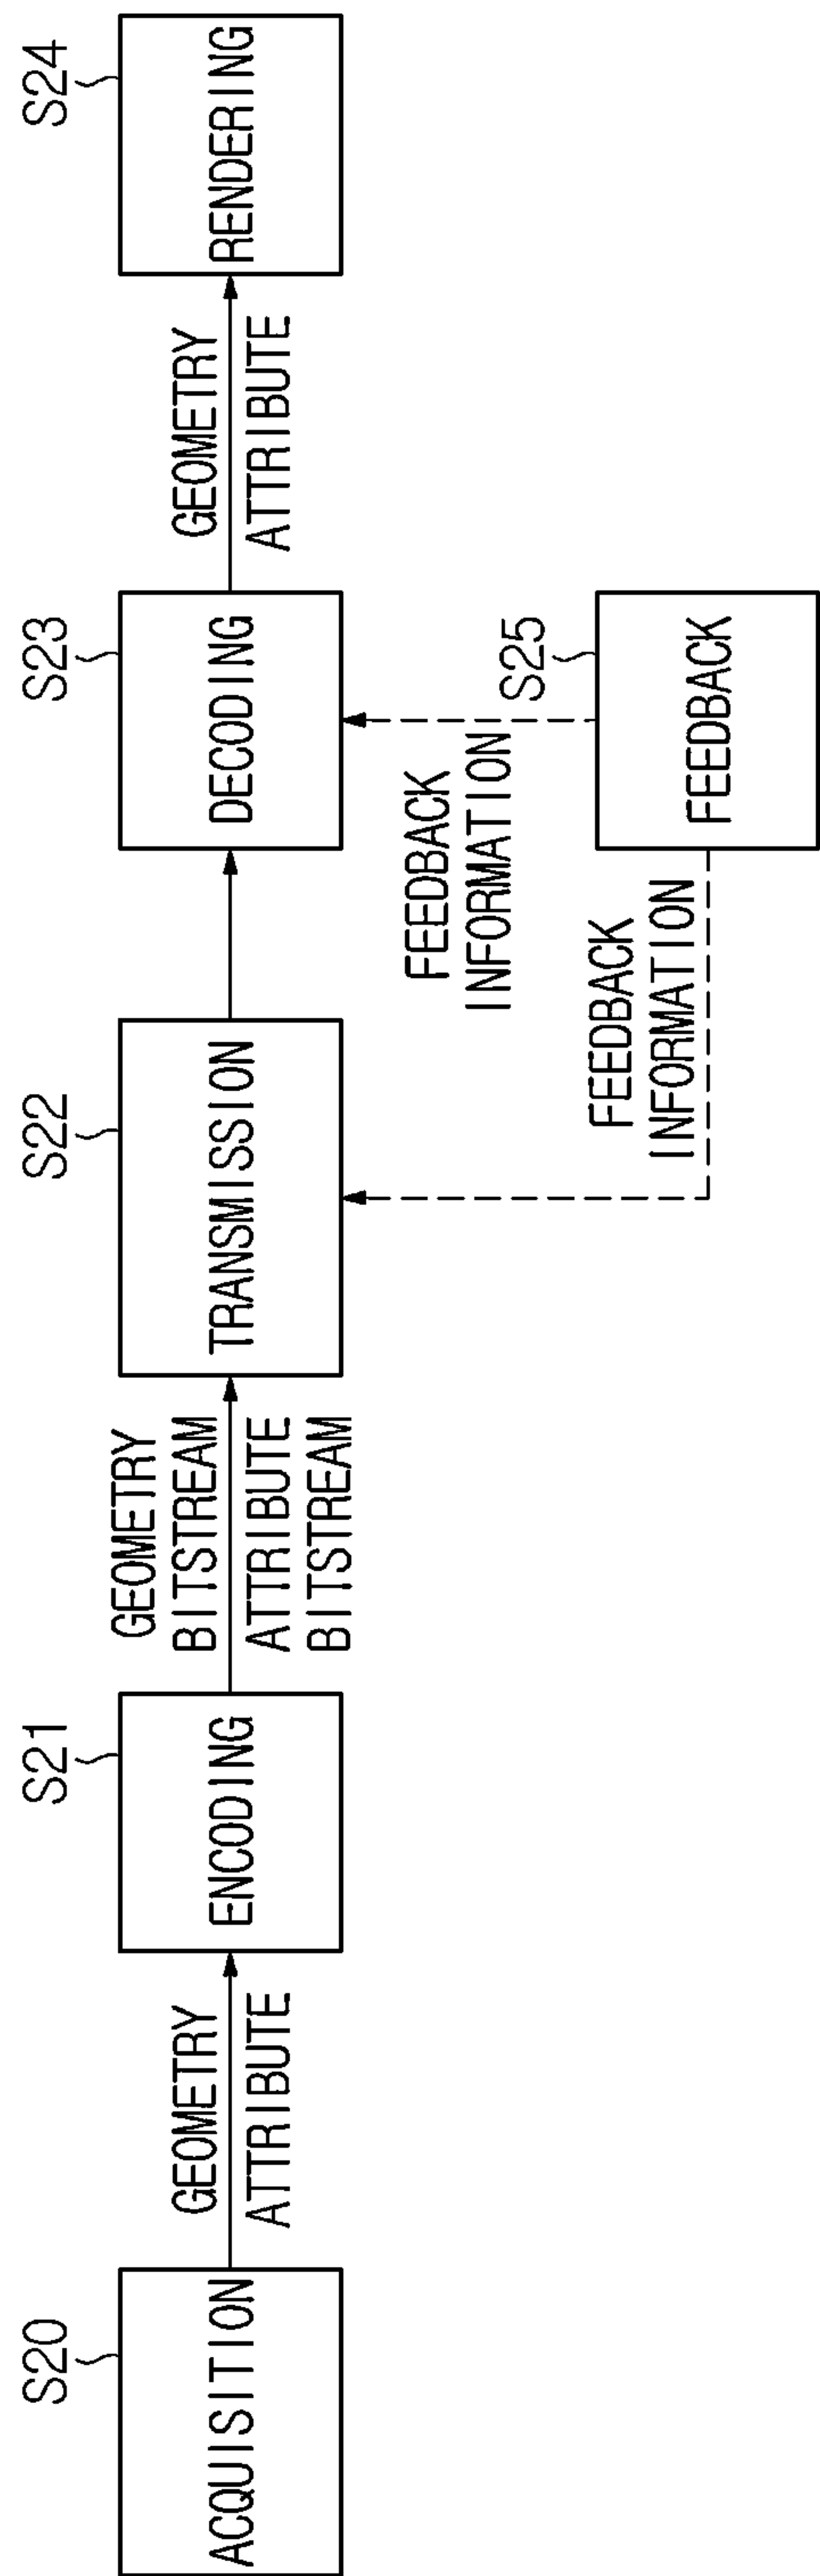 S20
ACQUISITION
GEOMETRY
ATTRIBUTE
S21
ENCODING
GEOMETRY
BITSTREAM
ATTRIBUTE
BITSTREAM
S22
TRANSMISSION
S23
DECODING
GEOMETRY
ATTRIBUTE
S24
RENDERING
FEEDBACK
INFORMATION
FEEDBACK
INFORMATION
S25
FEEDBACK